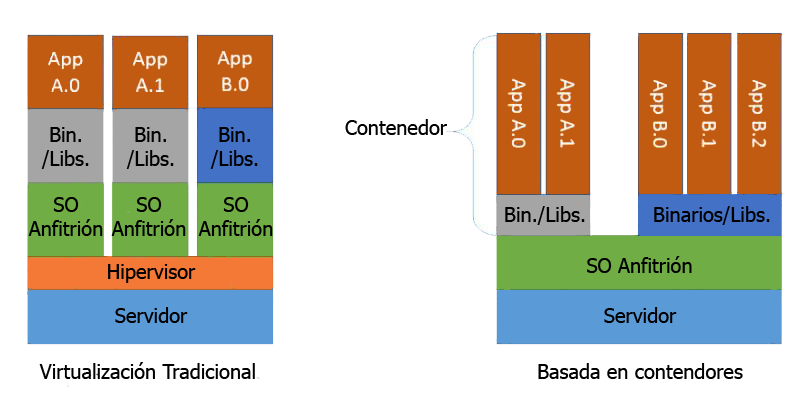 App
A.0
App
A.1
App
B.0
Bin.
/Libs.
Bin.
/Libs.
Bin.
/Libs.
SO
Anfitrión
SO
Anfitrión
SO
Anfitrión
Hipervisor
Servidor
Virtualización Tradicional
Contenedor
App A.0
App A.1
App B.0
App B.1
App B.2
Bin./Libs.
Binarios/Libs.
SO Anfitrión
Servidor
Basada en contendores